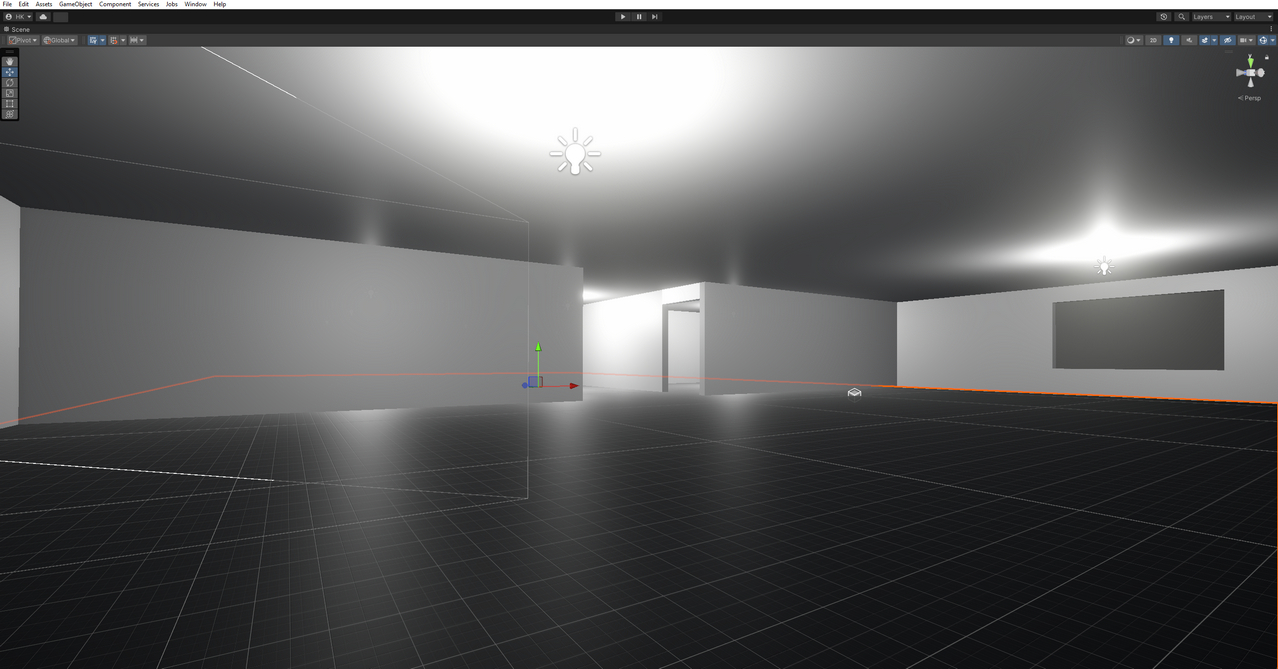 File Edit Assets GameObject Component Services Jobs Window Help
HK Layers Layout
Scene
Pivot Global 2D
y
Persp